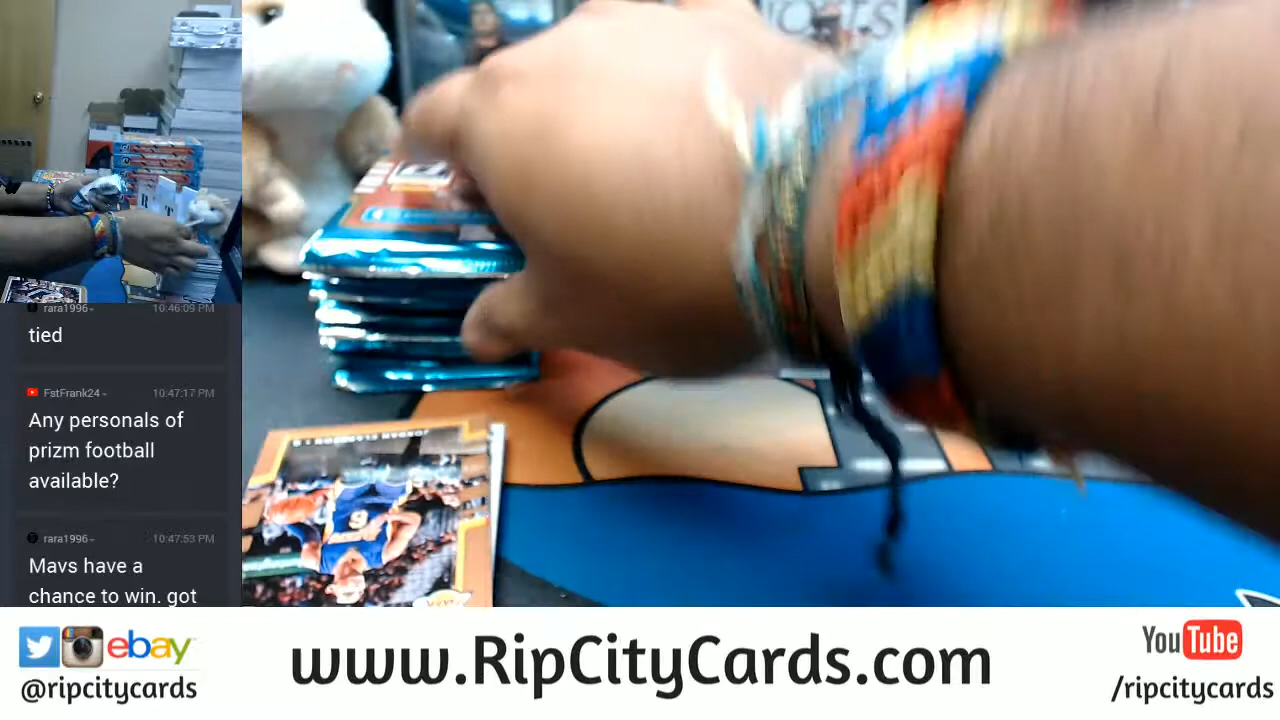 rara1996
10:46:09 PM
tied
FstFrank24
10:47:17 PM
Any personals of
prizm football
available?
rara1996
10:47:53 PM
Mavs have a
chance to win. got
ebay
@ripcitycards
www.RipCityCards.com
YouTube
/ripcitycards
R T
9